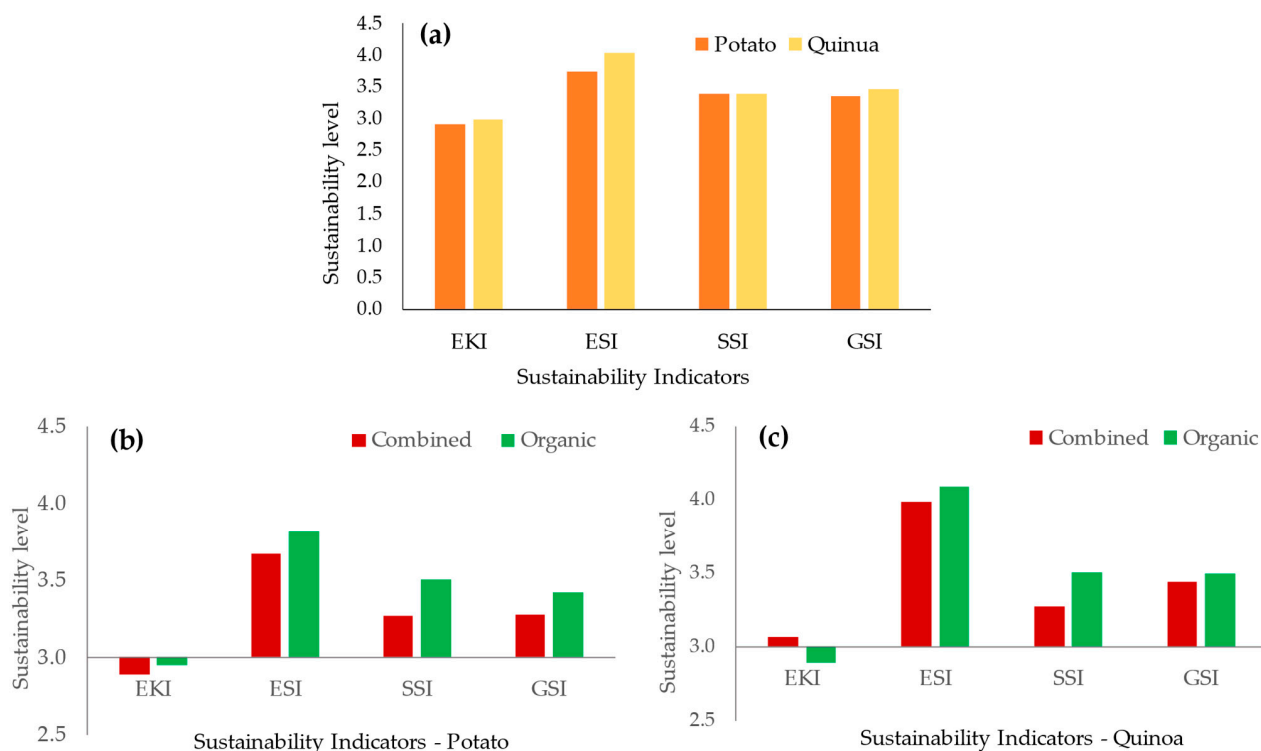 (a)
Potato Quinua
4.5
4.0
3.5
3.0
2.5
2.0
1.5
1.0
0.5
0.0
Sustainability level
EKI ESI SSI GSI
Sustainability Indicators
(b)
Combined Organic
4.5
4.0
3.5
3.0
2.5
Sustainability level
EKI ESI SSI GSI
Sustainability Indicators - Potato
(c)
Combined Organic
4.5
4.0
3.5
3.0
2.5
Sustainability level
EKI ESI SSI GSI
Sustainability Indicators - Quinoa